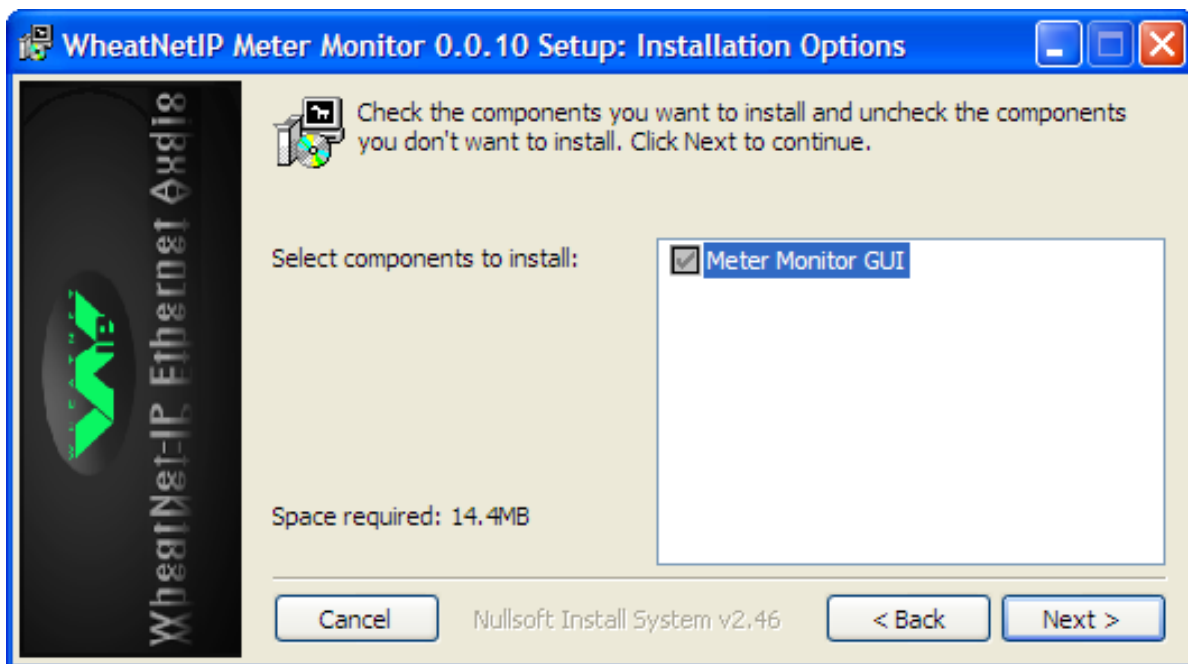 WheatNetIP Meter Monitor 0.0.10 Setup: Installation Options
Check the components you want to install and uncheck the components
you don't want to install. Click Next to continue.
Select components to install:
Meter Monitor GUI
Space required: 14.4MB
WHEATNET
IP
WheatNet-IP Ethernet Audio
Cancel
Nullsoft Install System v2.46
< Back
Next >